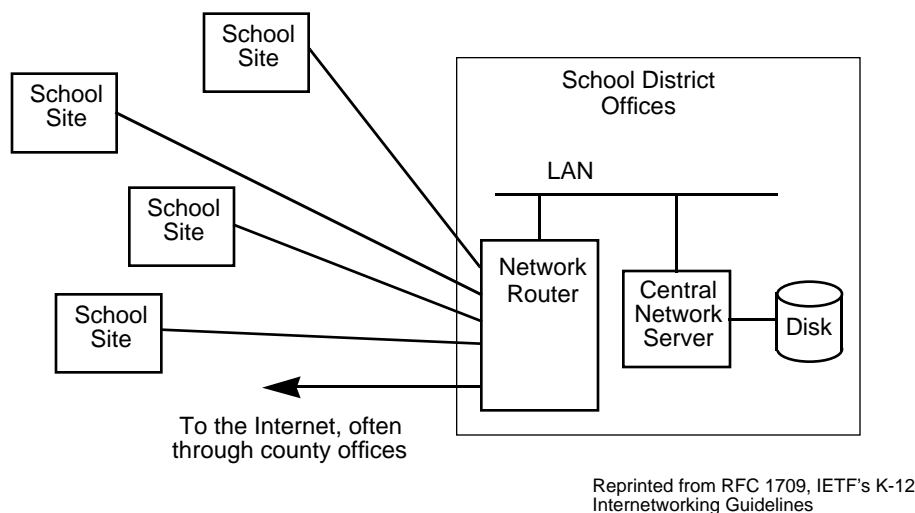 School
Site
School
Site
School
Site
School
Site
School District
Offices
LAN
Network
Router
Central
Network
Server
Disk
To the Internet, often
through county offices
Reprinted from RFC 1709, IETF’s K-12
Internetworking Guidelines